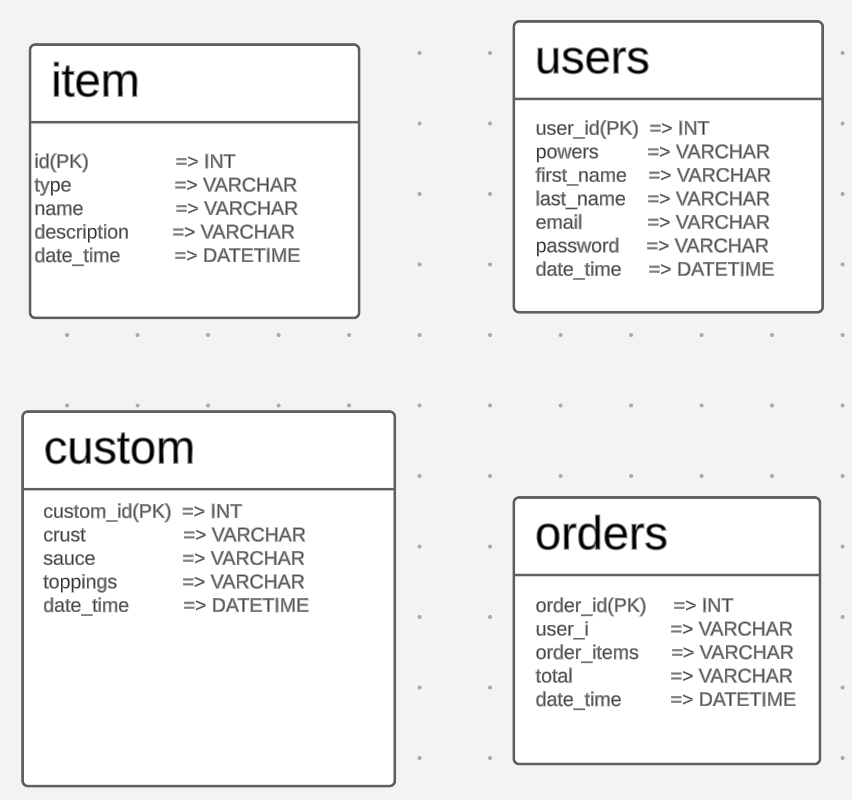 item
id(PK) => INT
type => VARCHAR
name => VARCHAR
description => VARCHAR
date_time => DATETIME
users
user_id(PK) => INT
powers => VARCHAR
first_name => VARCHAR
last_name => VARCHAR
email => VARCHAR
password => VARCHAR
date_time => DATETIME
custom
custom_id(PK) => INT
crust => VARCHAR
sauce => VARCHAR
toppings => VARCHAR
date_time => DATETIME
orders
order_id(PK) => INT
user_i => VARCHAR
order_items => VARCHAR
total => VARCHAR
date_time => DATETIME